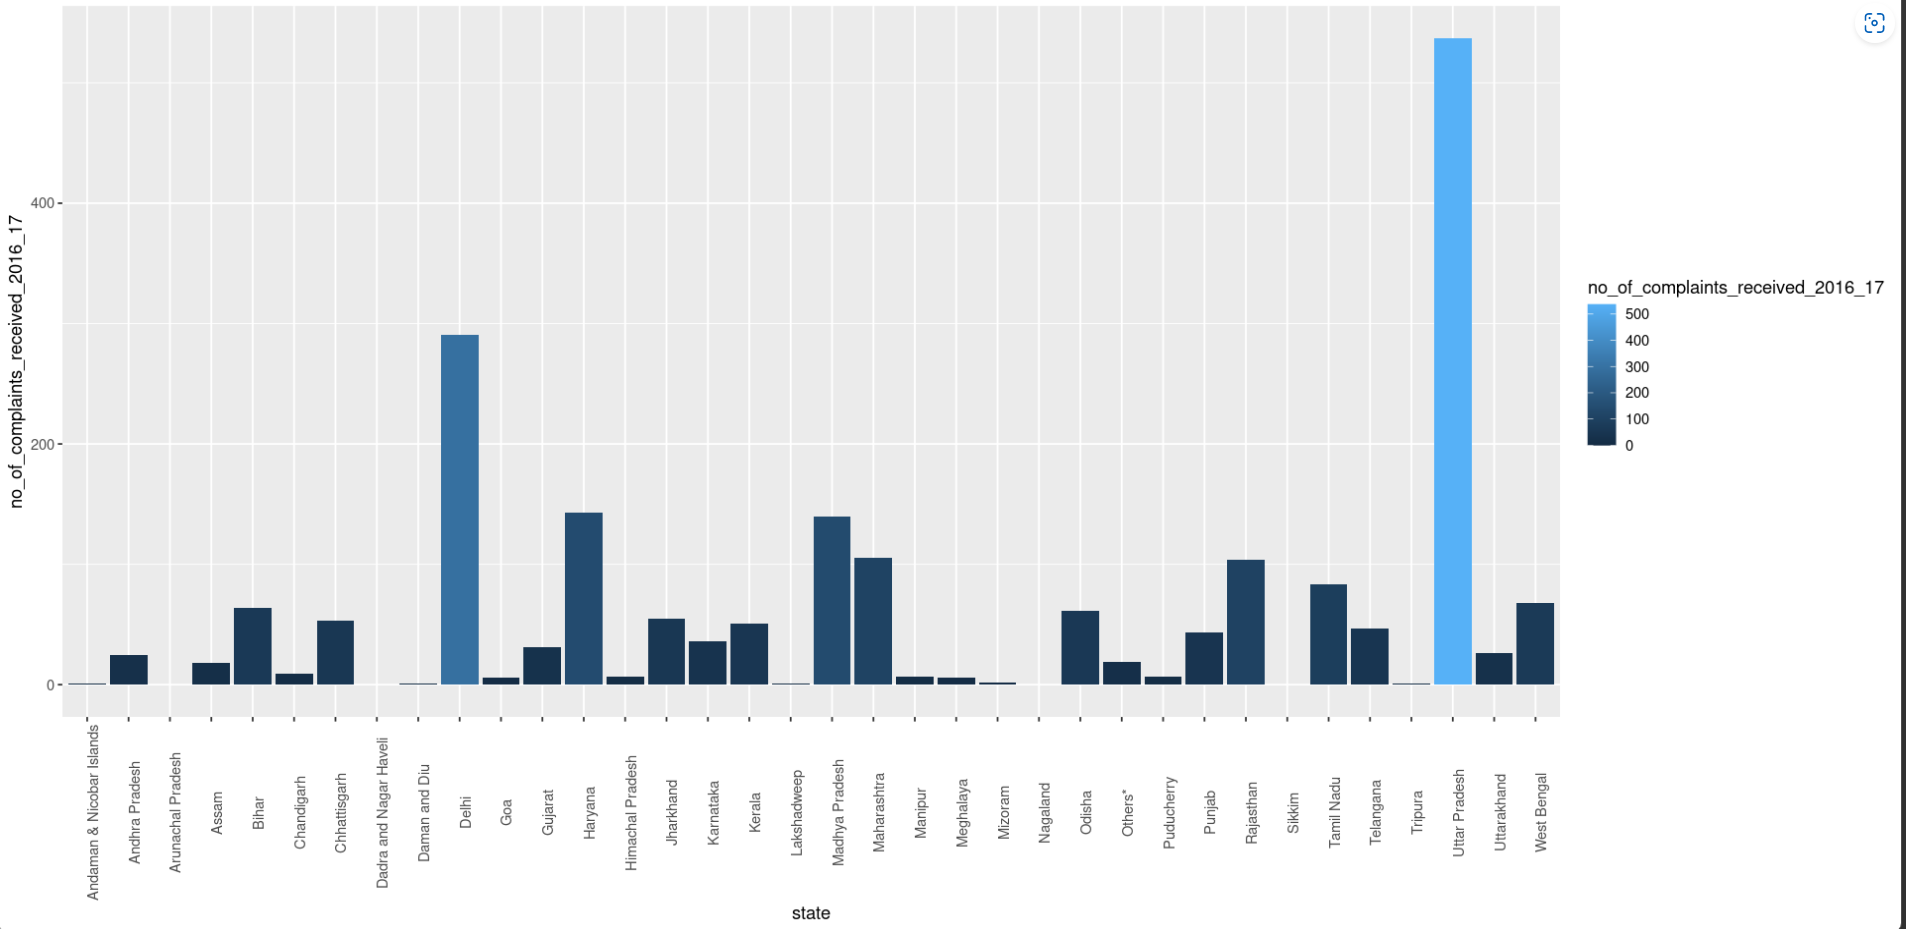 no_of_complaints_received_2016_17
400
200
0
Andaman & Nicobar Islands
Andhra Pradesh
Arunachal Pradesh
Assam
Bihar
Chandigarh
Chhattisgarh
Dadra and Nagar Haveli
Daman and Diu
Delhi
Goa
Gujarat
Haryana
Himachal Pradesh
Jharkhand
Karnataka
Kerala
Lakshadweep
Madhya Pradesh
Maharashtra
Manipur
Meghalaya
Mizoram
Nagaland
Odisha
Others*
Puducherry
Punjab
Rajasthan
Sikkim
Tamil Nadu
Telangana
Tripura
Uttar Pradesh
Uttarakhand
West Bengal
state
no_of_complaints_received_2016_17
500
400
300
200
100
0